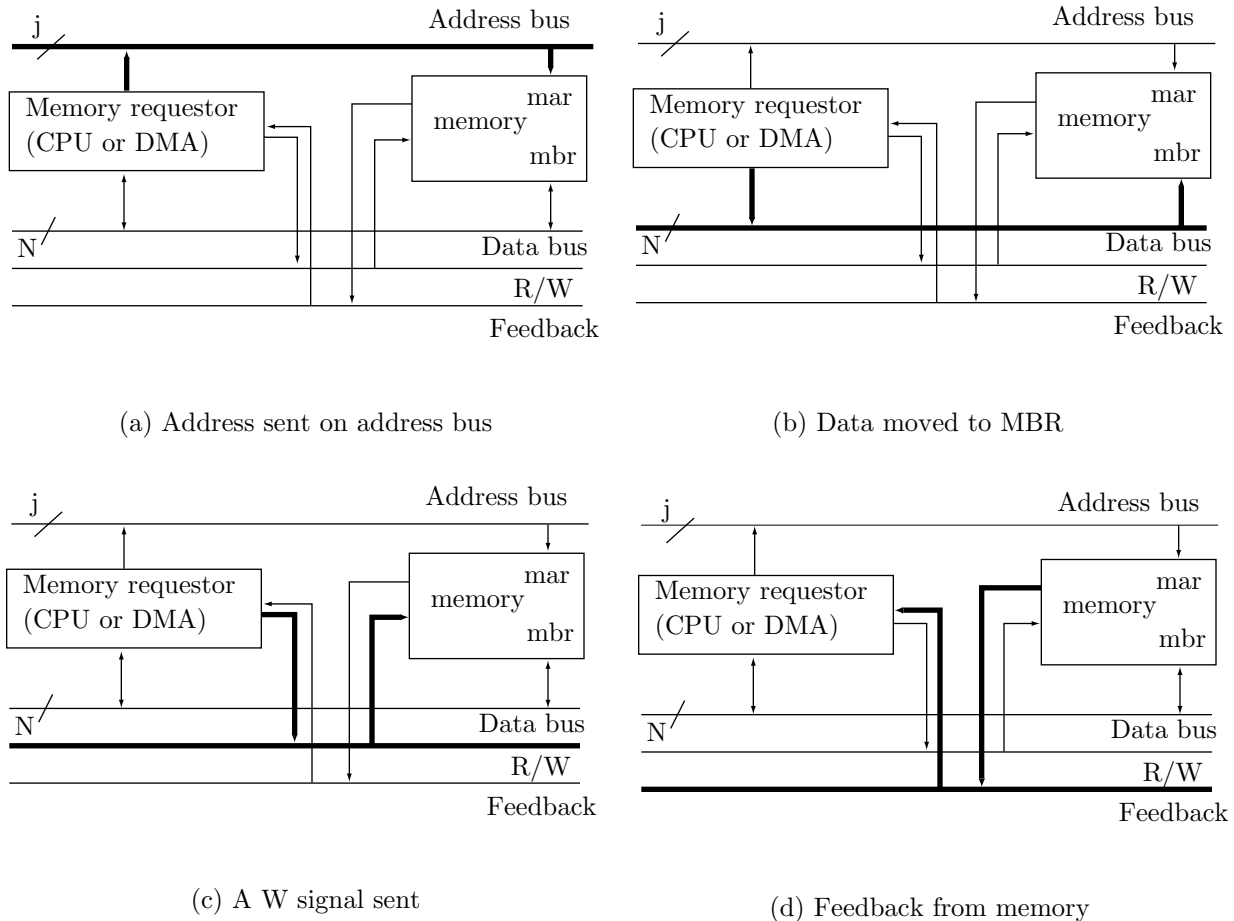 j
Address bus
Memory requestor
(CPU or DMA)
mar
memory
mbr
N
Data bus
R/W
Feedback
(a) Address sent on address bus
j
Address bus
Memory requestor
(CPU or DMA)
mar
memory
mbr
N
Data bus
R/W
Feedback
(b) Data moved to MBR
j
Address bus
Memory requestor
(CPU or DMA)
mar
memory
mbr
N
Data bus
R/W
Feedback
(c) A W signal sent
j
Address bus
Memory requestor
(CPU or DMA)
mar
memory
mbr
N
Data bus
R/W
Feedback
(d) Feedback from memory